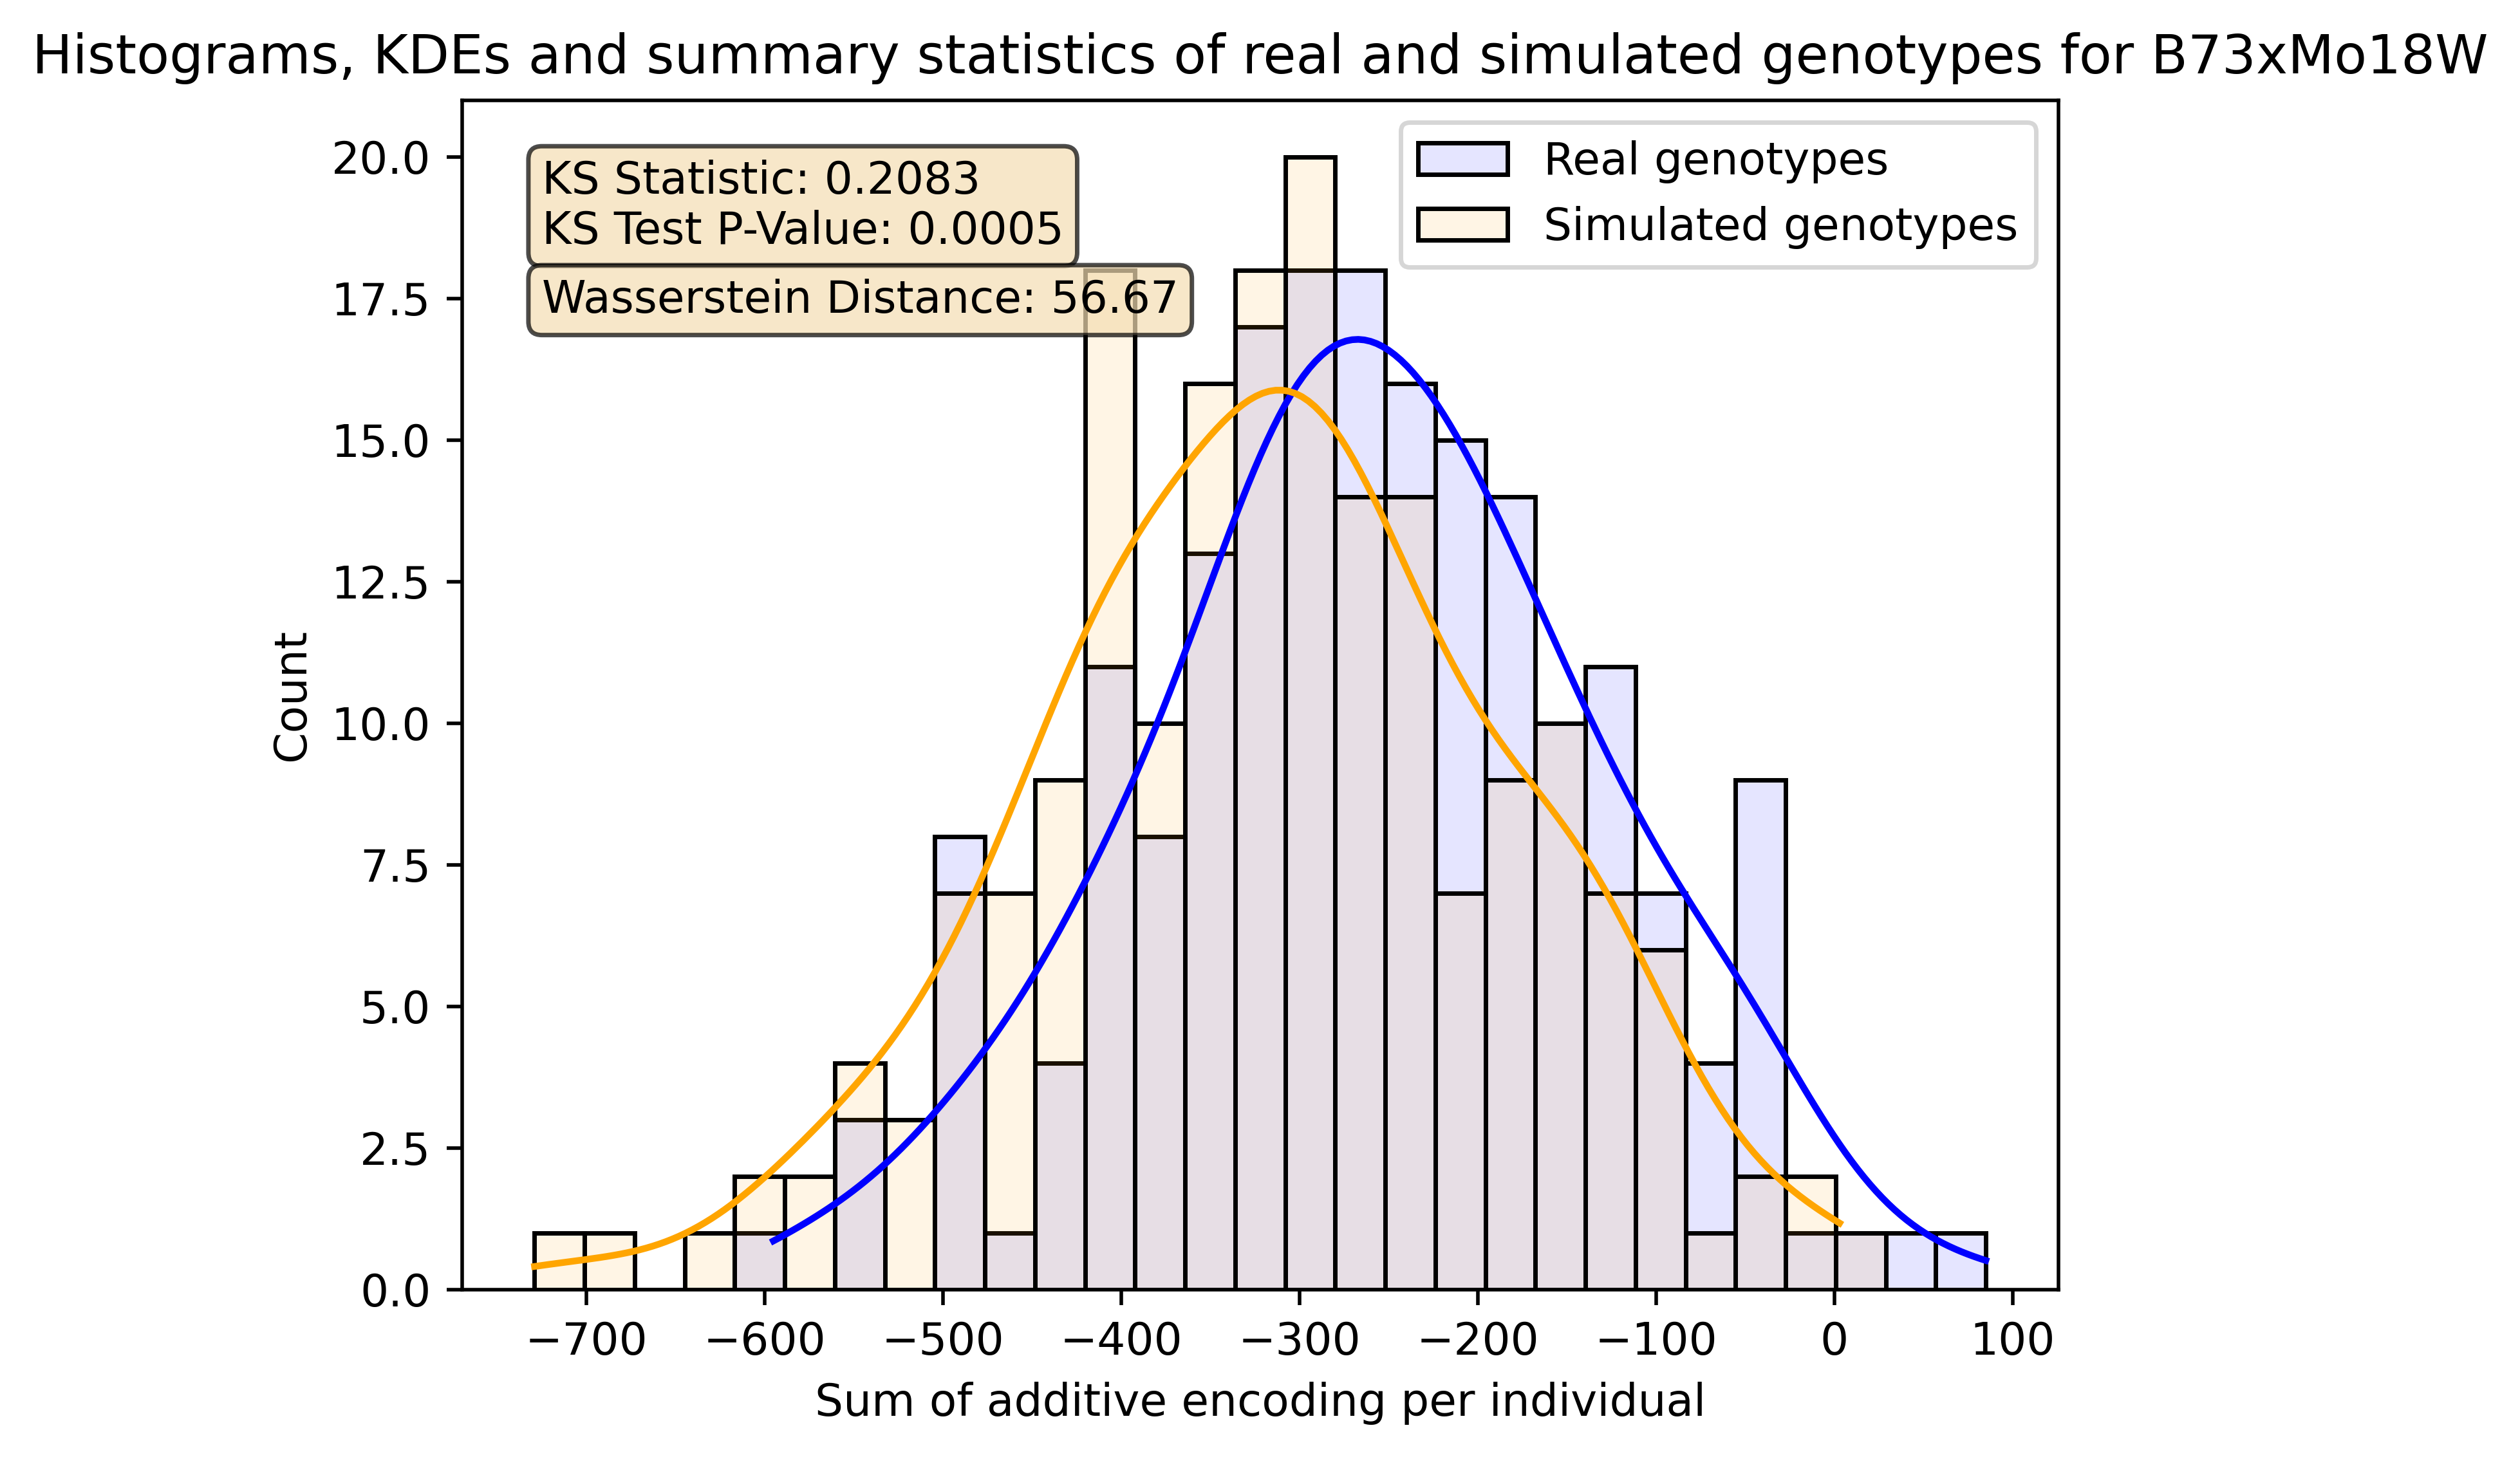 Histograms, KDEs and summary statistics of real and simulated genotypes for B73xMo18W
KS Statistic: 0.2083
KS Test P-Value: 0.0005
Wasserstein Distance: 56.67
Real genotypes
Simulated genotypes
Count
20.0
17.5
15.0
12.5
10.0
7.5
5.0
2.5
0.0
−700 −600 −500 −400 −300 −200 −100 0 100
Sum of additive encoding per individual